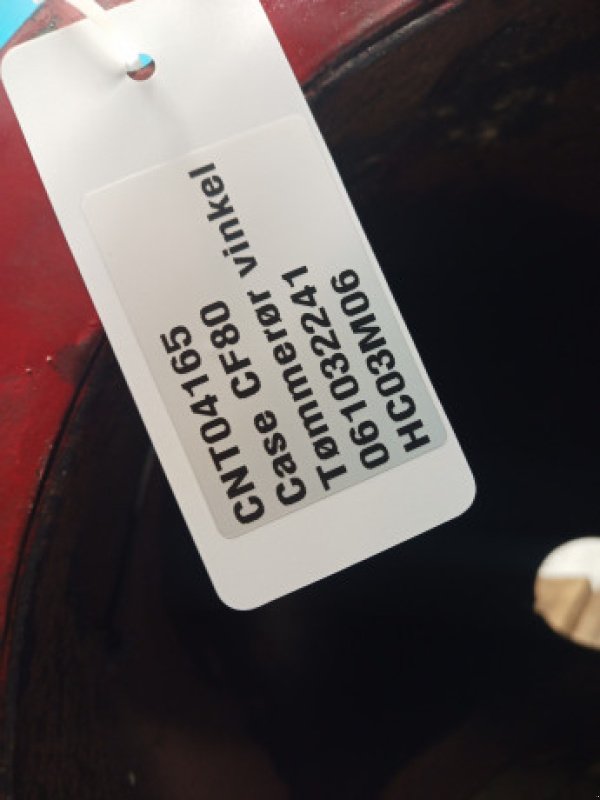 CNT04165
Case CF80
Tømmerør vinkel
061032241
HC03M06